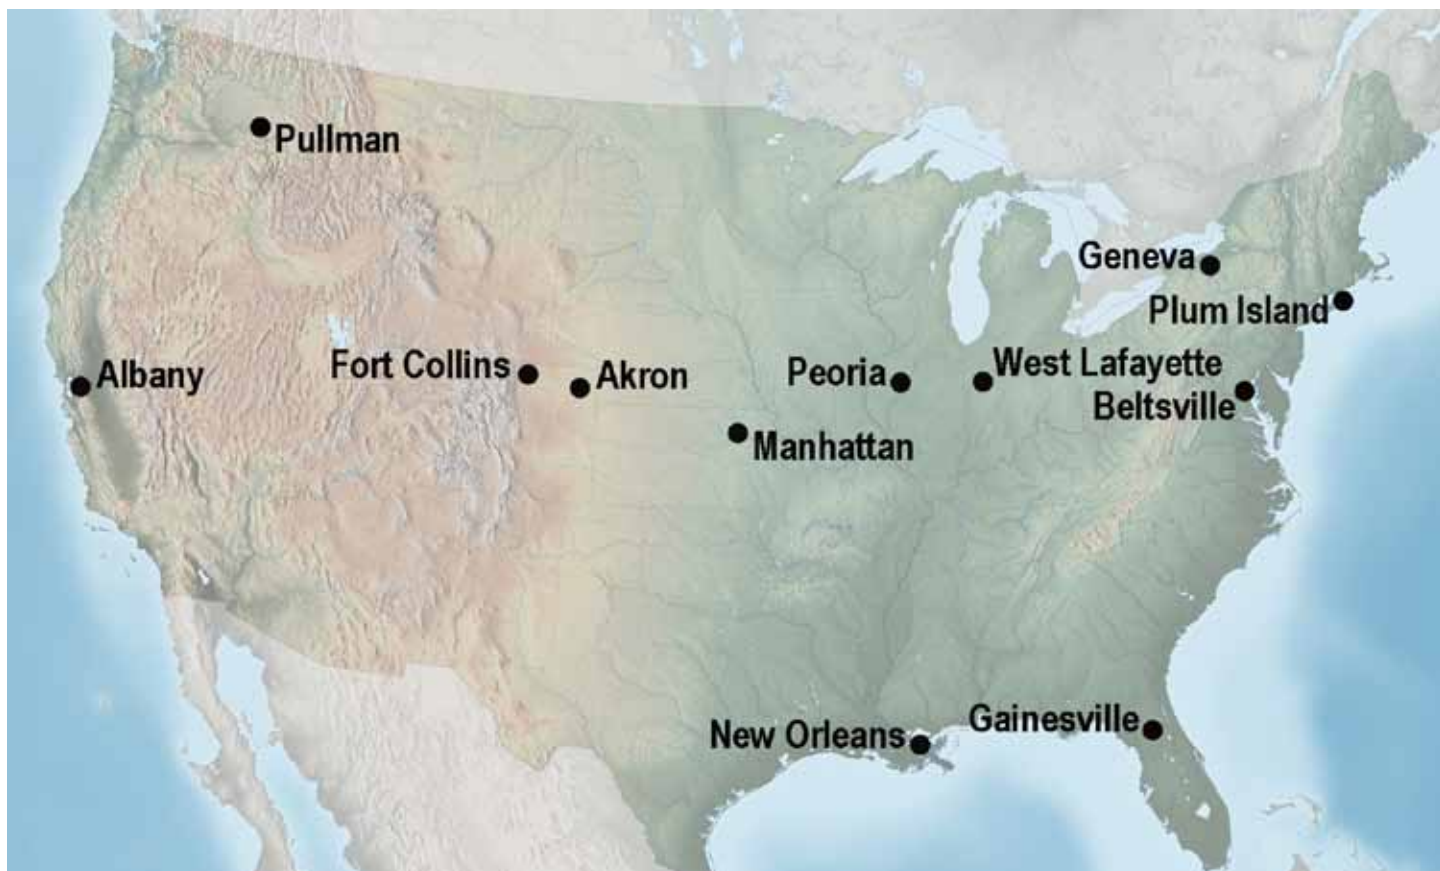 Pullman
Geneva
Plum Island
Albany
Fort Collins
Akron
Peoria
West Lafayette
Beltsville
Manhattan
New Orleans
Gainesville